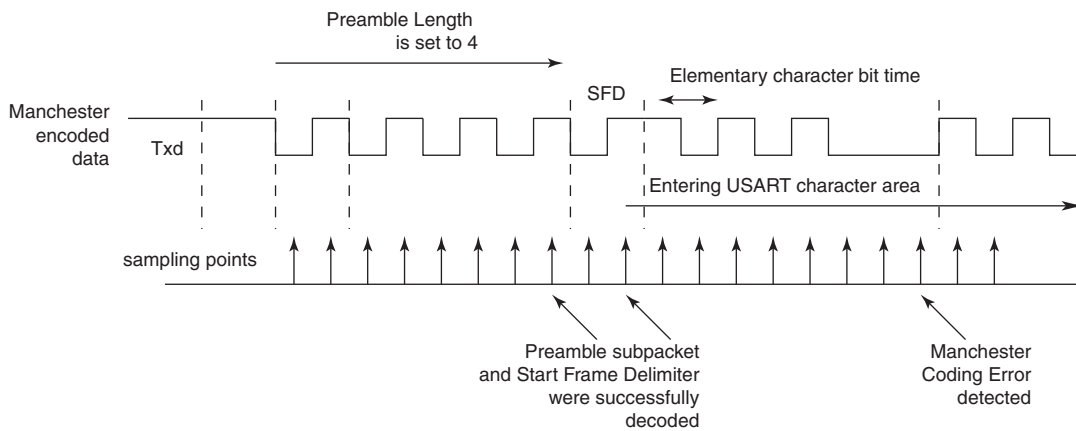 Preamble Length
is set to 4
Elementary character bit time
SFD
Manchester
encoded
data
Txd
Entering USART character area
sampling points
Preamble subpacket
and Start Frame Delimiter
were successfully
decoded
Manchester
Coding Error
detected